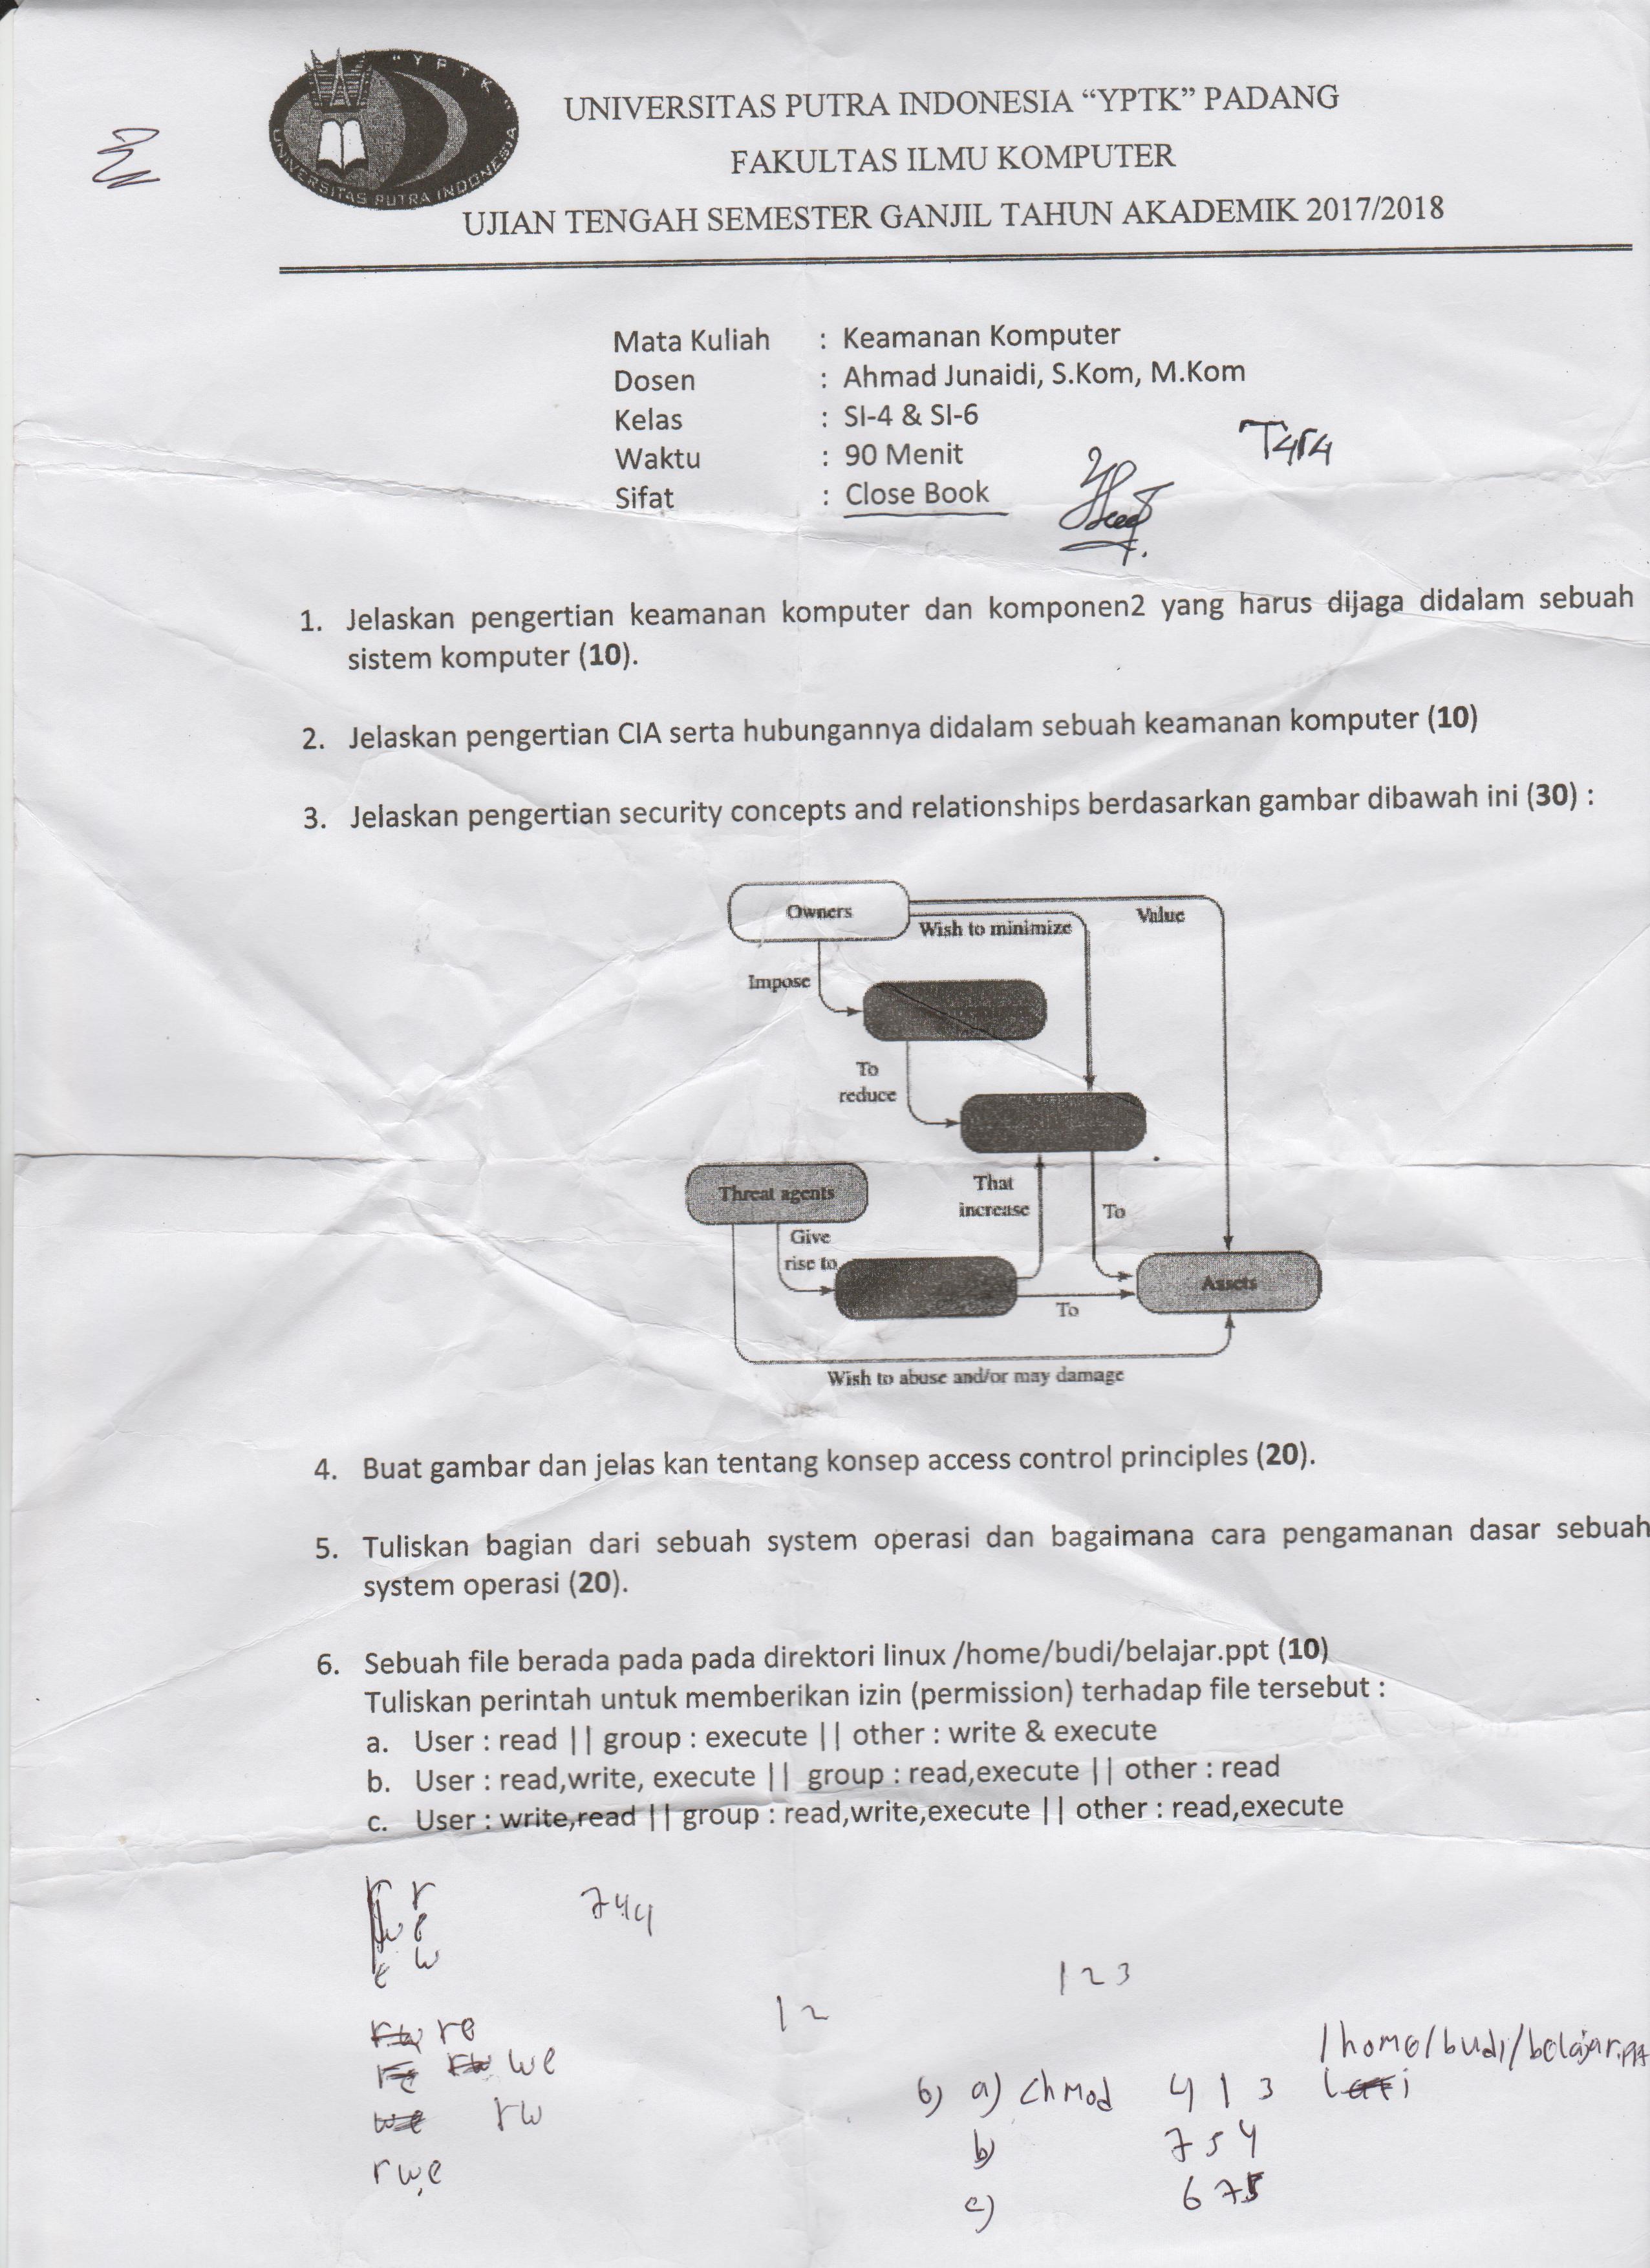 "YPTK"
UNIVERSITAS PUTRA INDONESIA
UNIVERSITAS PUTRA INDONESIA “YPTK” PADANG
FAKULTAS ILMU KOMPUTER
UJIAN TENGAH SEMESTER GANJIL TAHUN AKADEMIK 2017/2018
Mata Kuliah : Keamanan Komputer
Dosen : Ahmad Junaidi, S.Kom, M.Kom
Kelas : SI-4 & SI-6
Waktu : 90 Menit
Sifat : Close Book
1. Jelaskan pengertian keamanan komputer dan komponen2 yang harus dijaga didalam sebuah
sistem komputer (10).
2. Jelaskan pengertian CIA serta hubungannya didalam sebuah keamanan komputer (10)
3. Jelaskan pengertian security concepts and relationships berdasarkan gambar dibawah ini (30) :
Owners
Value
Wish to minimize
Impose
To
reduce
Threat agents
That
increase
To
Give
rise to
Assets
To
Wish to abuse and/or may damage
4. Buat gambar dan jelas kan tentang konsep access control principles (20).
5. Tuliskan bagian dari sebuah system operasi dan bagaimana cara pengamanan dasar sebuah
system operasi (20).
6. Sebuah file berada pada pada direktori linux /home/budi/belajar.ppt (10)
Tuliskan perintah untuk memberikan izin (permission) terhadap file tersebut :
a. User : read || group : execute || other : write & execute
b. User : read,write, execute || group : read,execute || other : read
c. User : write,read || group : read,write,execute || other : read,execute
r r
w e
e w
744
1 2 3
1 2
re
we
rw
rwe
/home/budi/belajar.ppt
6) a) chmod 4 1 3
b) 7 5 4
c) 6 7 5